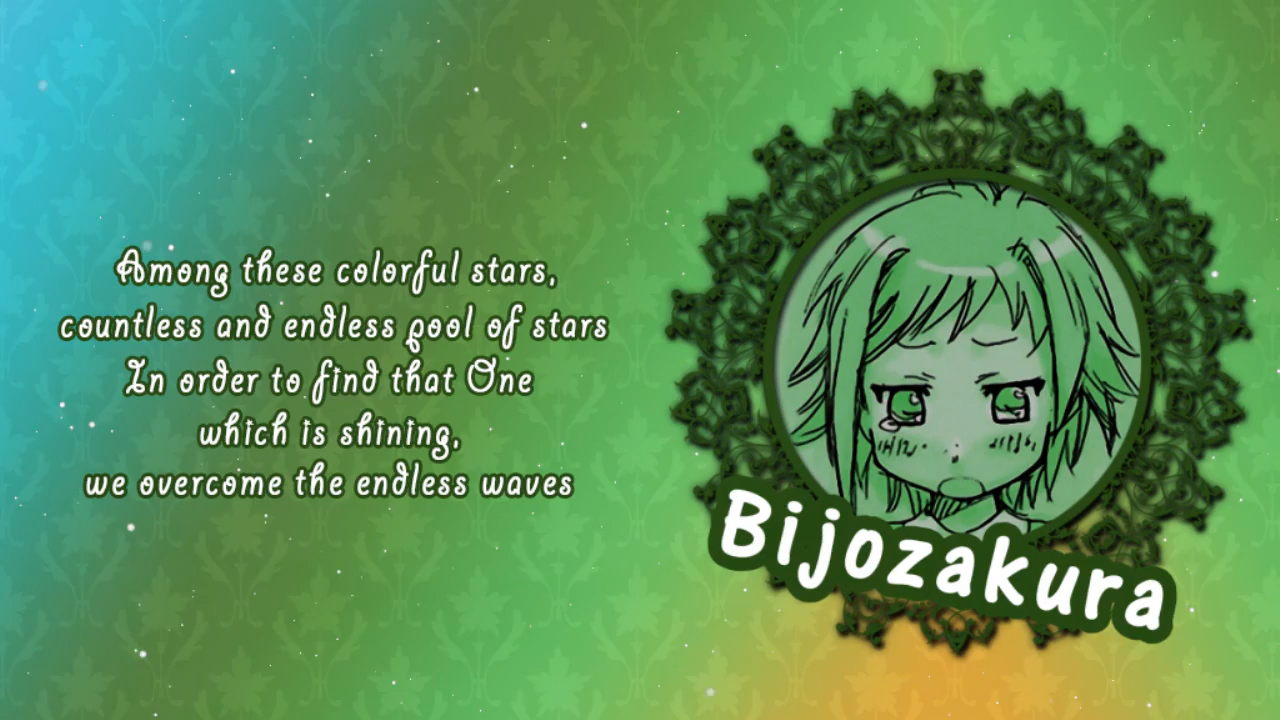 Among these colorful stars,
countless and endless pool of stars
In order to find that One
which is shining,
we overcome the endless waves
Bijozakura